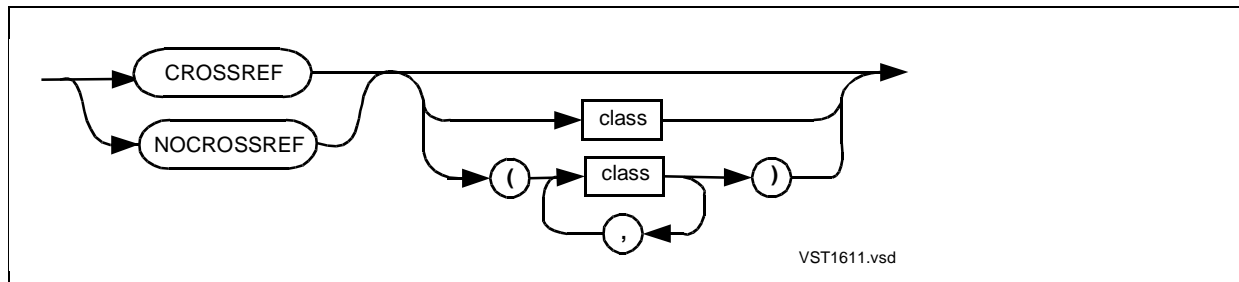 CROSSREF
class
NOCROSSREF
( class )
,
VST1611.vsd